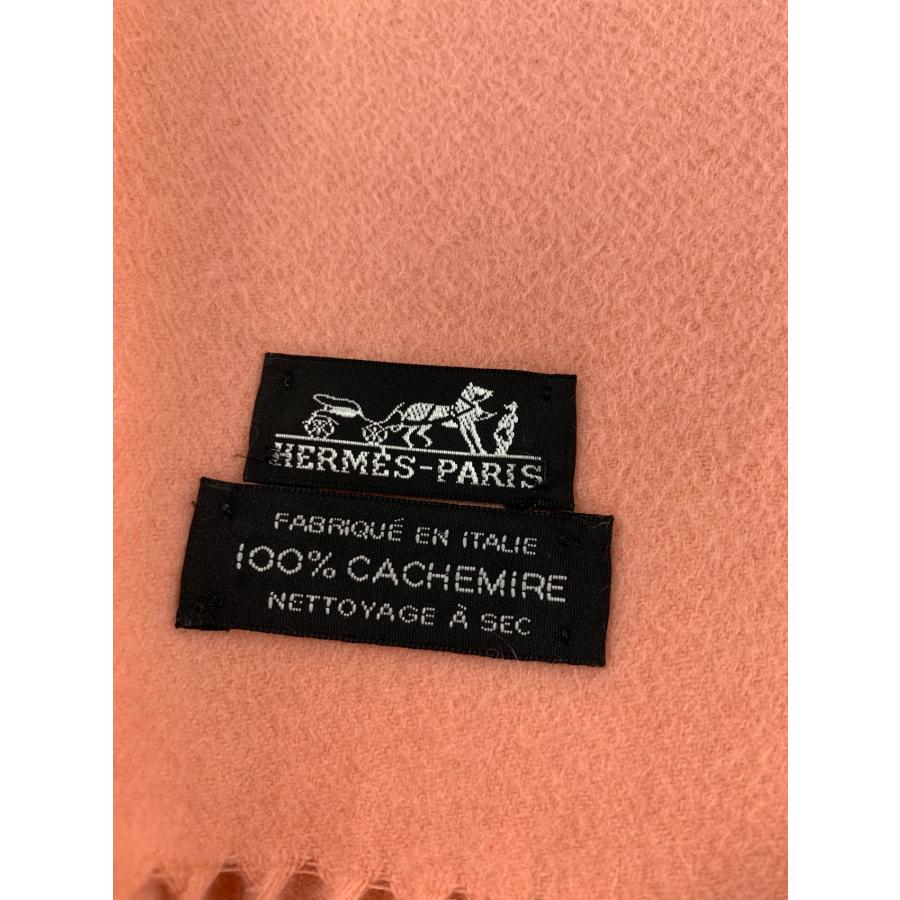 HERMÈS-PARIS
FABRIQUÉ EN ITALIE
100% CACHEMIRE
NETTOYAGE À SEC